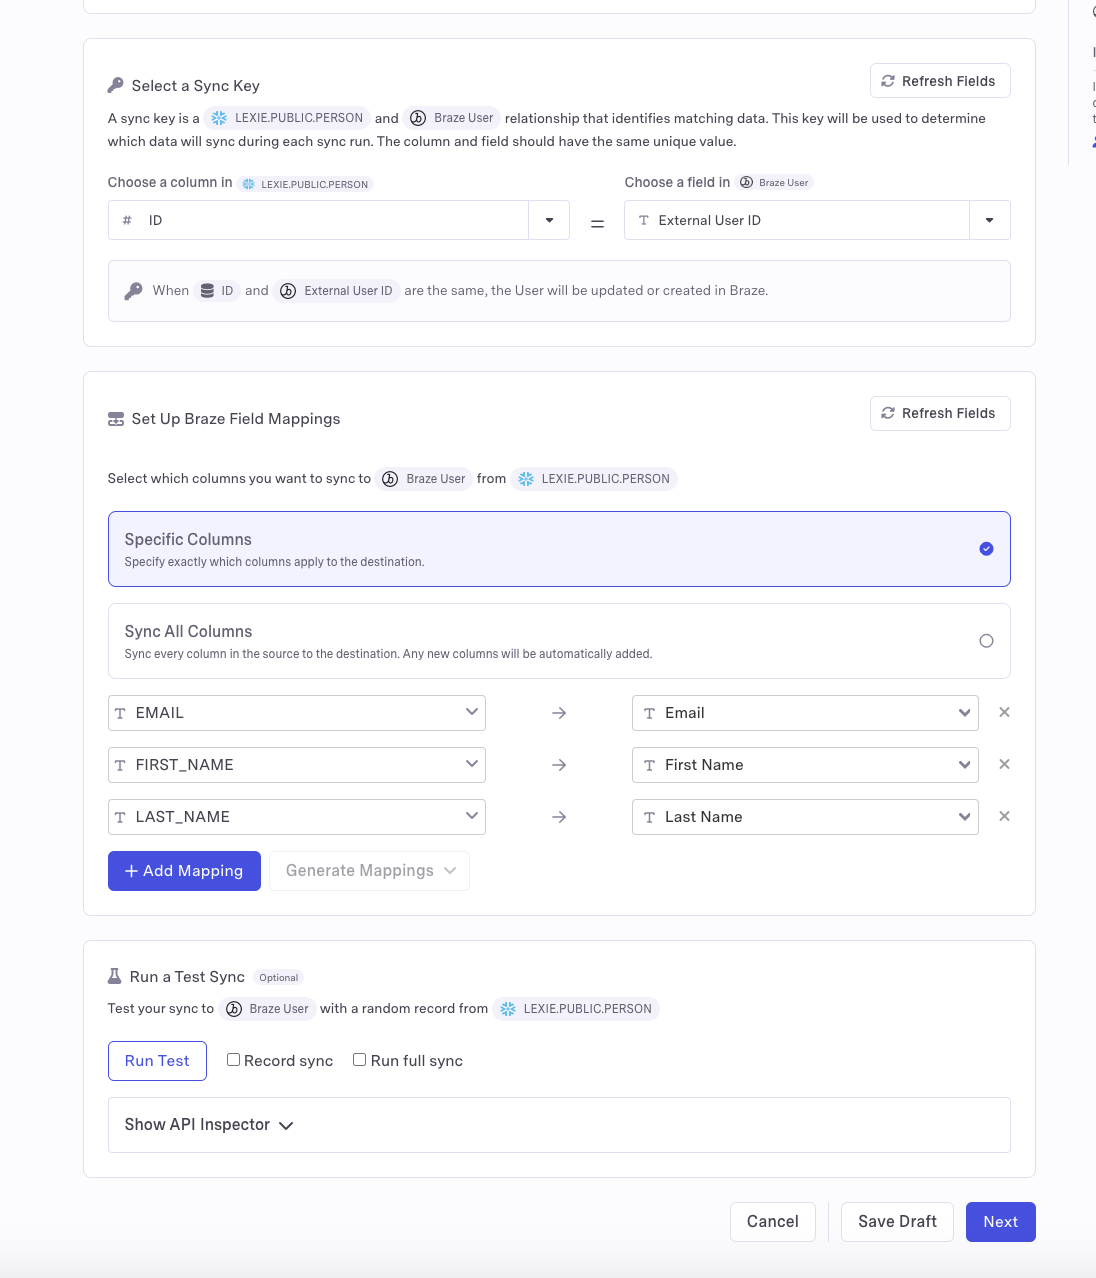 Select a Sync Key
Refresh Fields
A sync key is a LEXIE.PUBLIC.PERSON and Braze User relationship that identifies matching data. This key will be used to determine
which data will sync during each sync run. The column and field should have the same unique value.
Choose a column in LEXIE.PUBLIC.PERSON
Choose a field in Braze User
# ID
=
T External User ID
When ID and External User ID are the same, the User will be updated or created in Braze.
Set Up Braze Field Mappings
Refresh Fields
Select which columns you want to sync to Braze User from LEXIE.PUBLIC.PERSON
Specific Columns
Specify exactly which columns apply to the destination.
Sync All Columns
Sync every column in the source to the destination. Any new columns will be automatically added.
T EMAIL → T Email ×
T FIRST_NAME → T First Name ×
T LAST_NAME → T Last Name ×
+ Add Mapping
Generate Mappings
Run a Test Sync Optional
Test your sync to Braze User with a random record from LEXIE.PUBLIC.PERSON
Run Test
Record sync
Run full sync
Show API Inspector
Cancel
Save Draft
Next